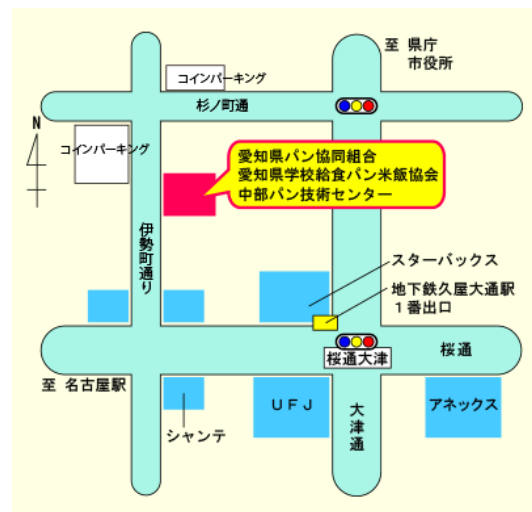 至 県庁
市役所
コインパーキング
杉ノ町通
N
コインパーキング
愛知県パン協同組合
愛知県学校給食パン米飯協会
中部パン技術センター
伊勢町通り
スターバックス
地下鉄久屋大通駅
１番出口
桜通大津
桜通
至 名古屋駅
シャンテ
ＵＦＪ
大津通
アネックス